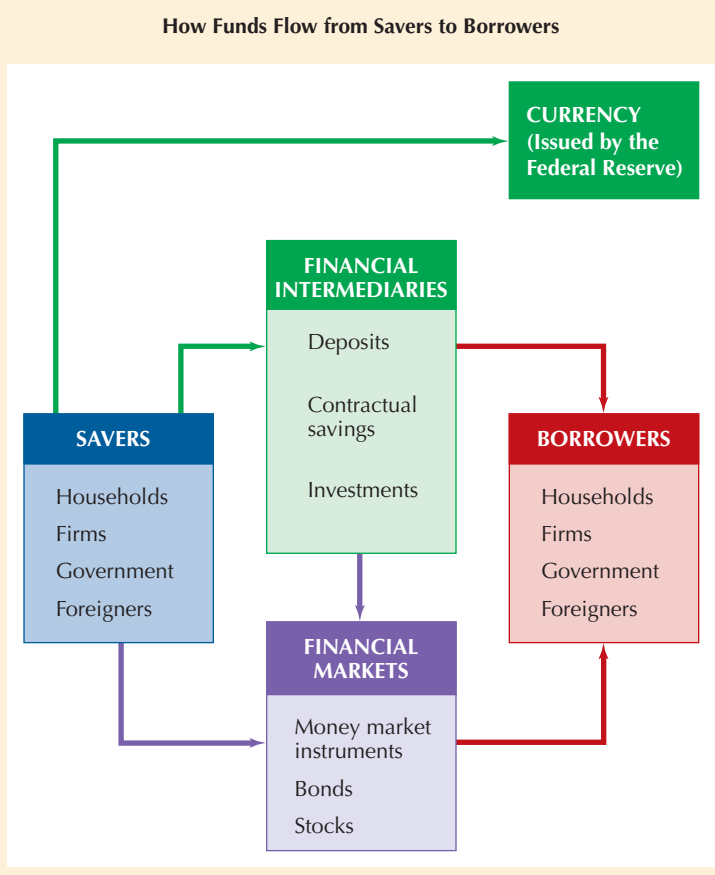 How Funds Flow from Savers to Borrowers
CURRENCY
(Issued by the
Federal Reserve)
FINANCIAL
INTERMEDIARIES
Deposits
Contractual
savings
Investments
SAVERS
Households
Firms
Government
Foreigners
BORROWERS
Households
Firms
Government
Foreigners
FINANCIAL
MARKETS
Money market
instruments
Bonds
Stocks